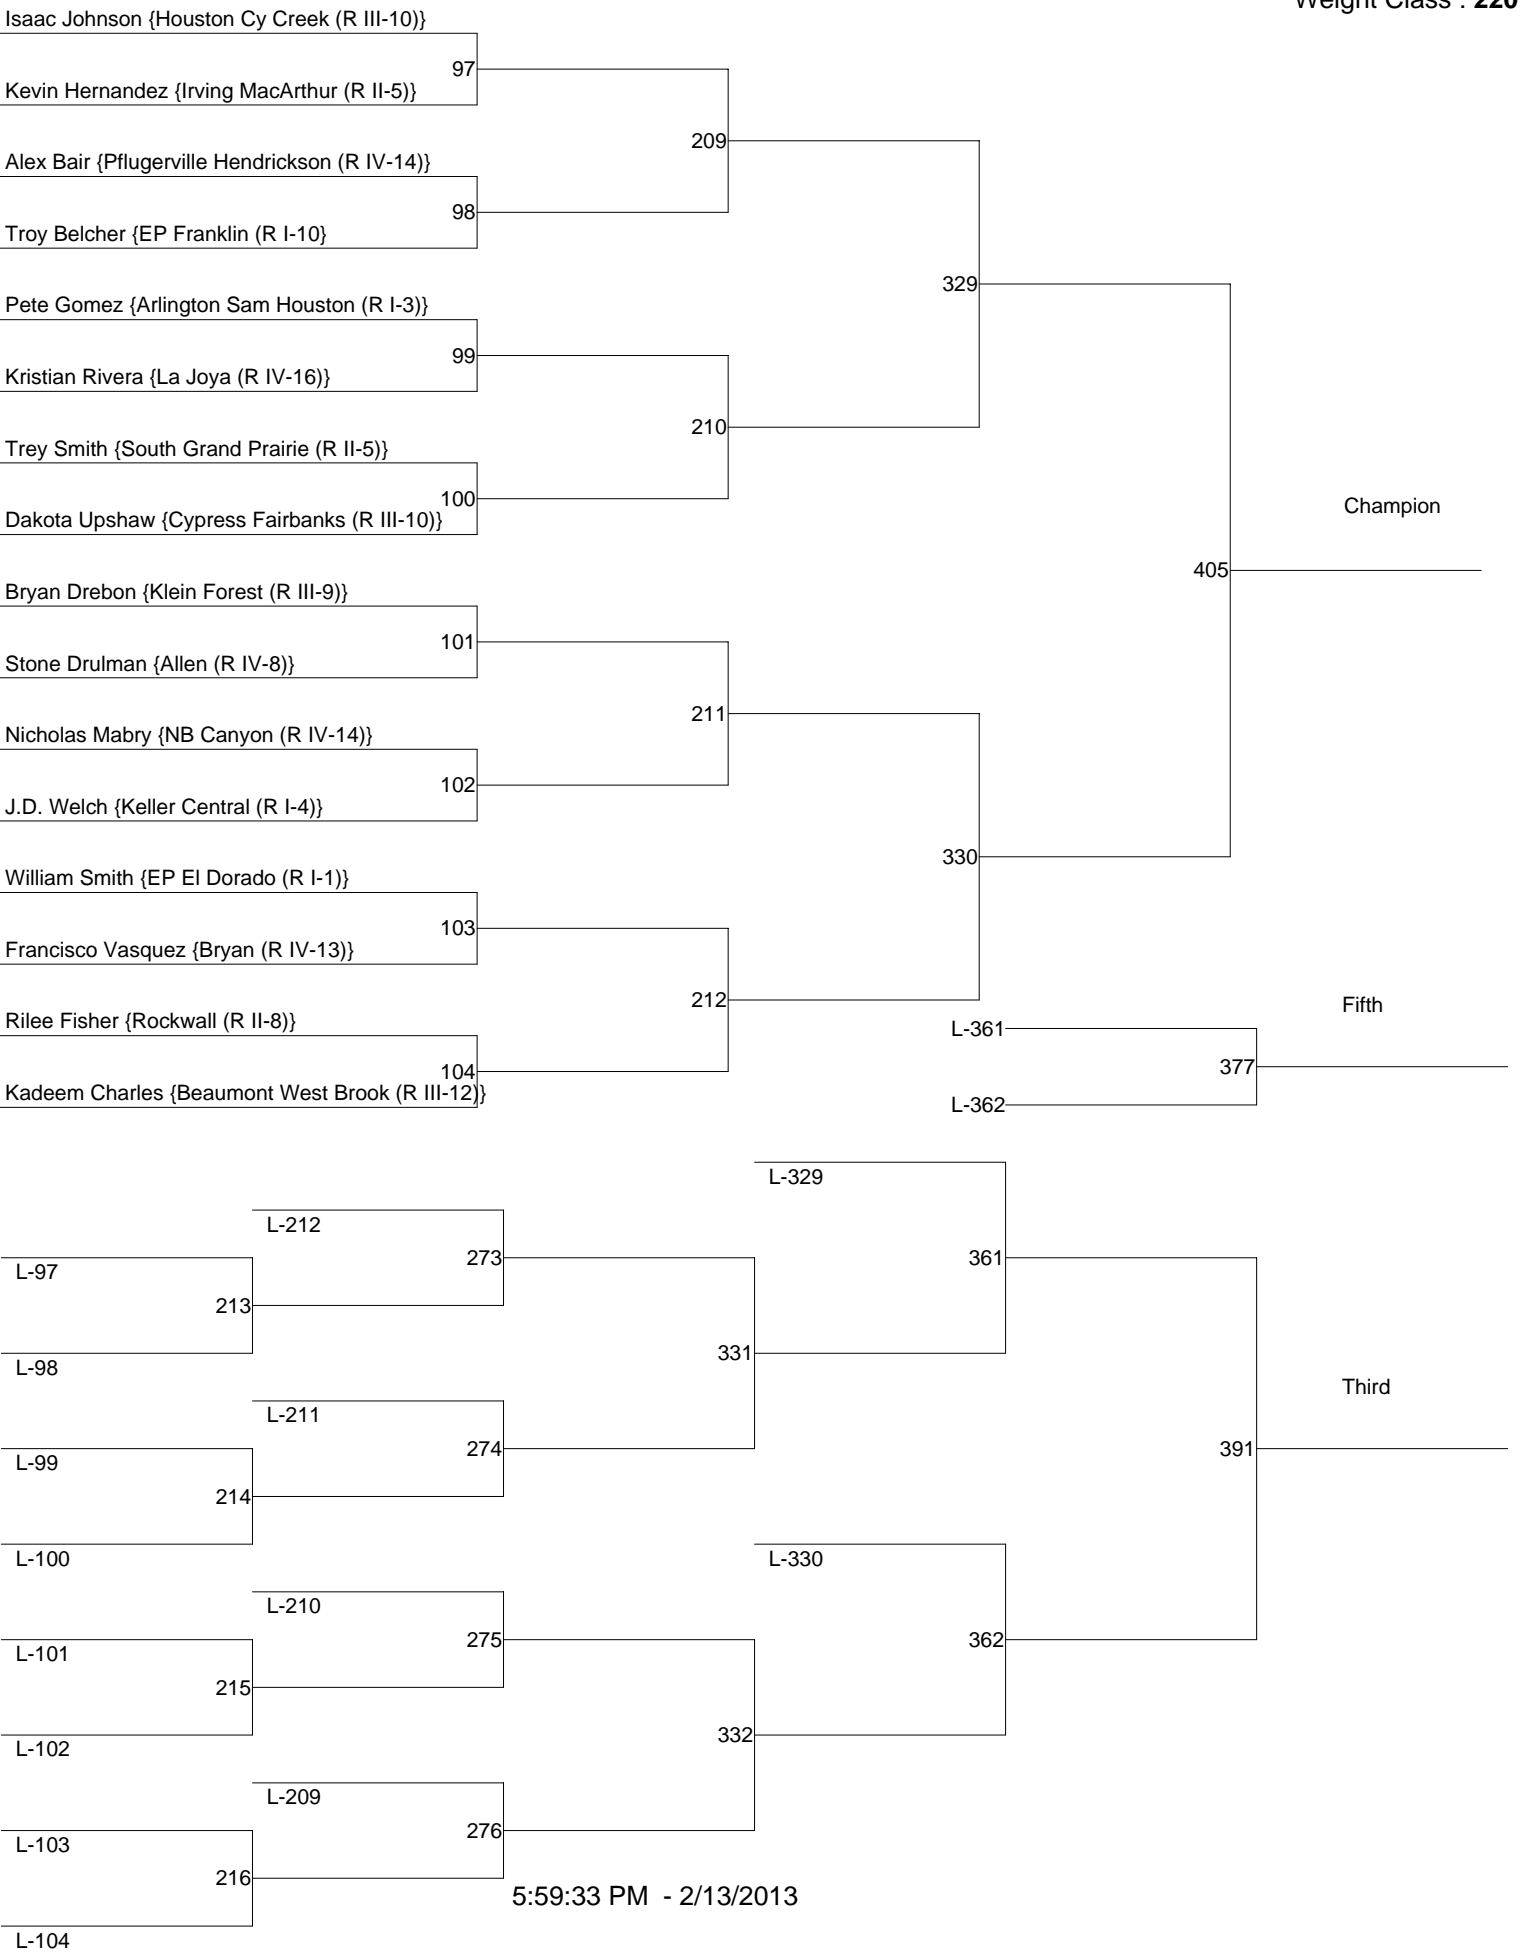 Weight Class : 220
Isaac Johnson {Houston Cy Creek (R III-10)}
97
Kevin Hernandez {Irving MacArthur (R II-5)}
209
Alex Bair {Pflugerville Hendrickson (R IV-14)}
98
Troy Belcher {EP Franklin (R I-10}
329
Pete Gomez {Arlington Sam Houston (R I-3)}
99
Kristian Rivera {La Joya (R IV-16)}
210
Trey Smith {South Grand Prairie (R II-5)}
100
Champion
Dakota Upshaw {Cypress Fairbanks (R III-10)}
405
Bryan Drebon {Klein Forest (R III-9)}
101
Stone Drulman {Allen (R IV-8)}
211
Nicholas Mabry {NB Canyon (R IV-14)}
102
J.D. Welch {Keller Central (R I-4)}
330
William Smith {EP El Dorado (R I-1)}
103
Francisco Vasquez {Bryan (R IV-13)}
212
Fifth
Rilee Fisher {Rockwall (R II-8)}
L-361
377
104
Kadeem Charles {Beaumont West Brook (R III-12)}
L-362
L-329
L-212
273
361
L-97
213
331
L-98
Third
L-211
274
391
L-99
214
L-100
L-330
L-210
275
362
L-101
215
332
L-102
L-209
276
L-103
216
5:59:33 PM - 2/13/2013
L-104